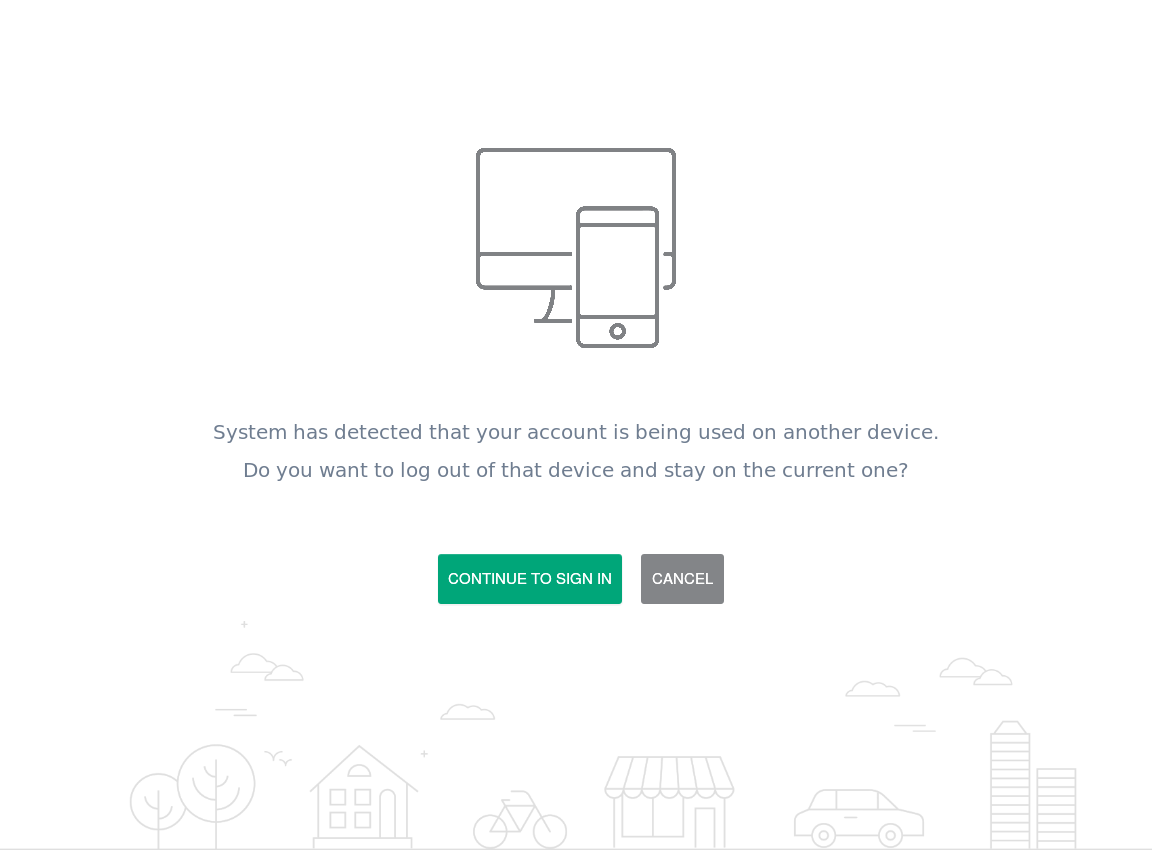 System has detected that your account is being used on another device.
Do you want to log out of that device and stay on the current one?
CONTINUE TO SIGN IN
CANCEL